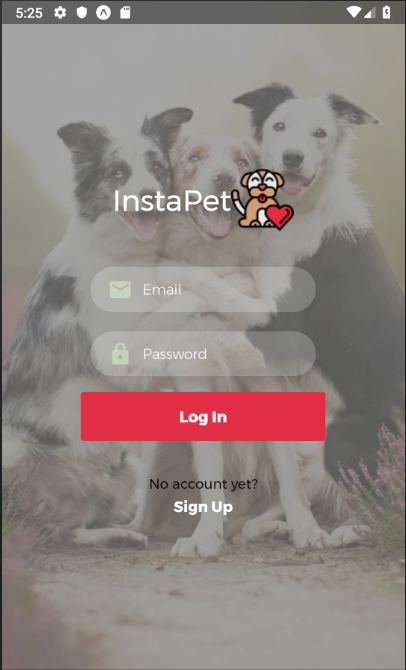 5:25
InstaPet
Email
Password
Log In
No account yet?
Sign Up